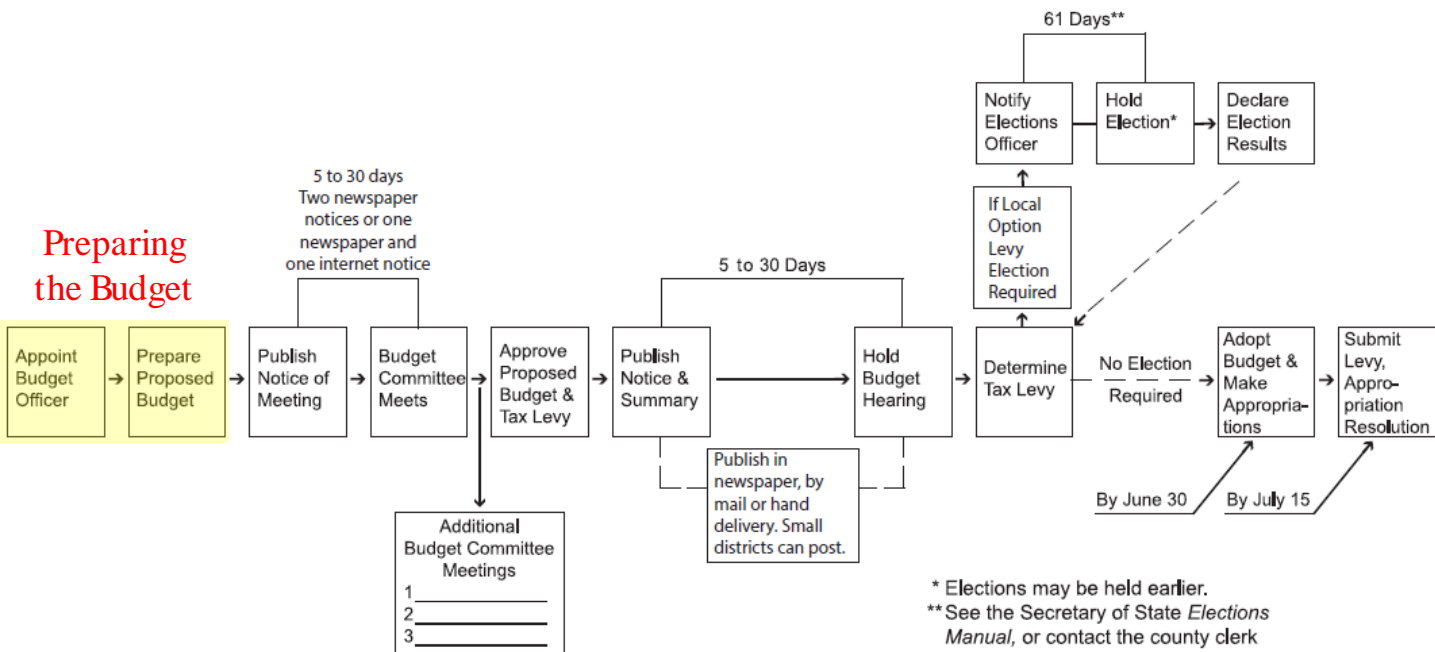 61 Days**
Notify
Elections
Officer
Hold
Election*
Declare
Election
Results
5 to 30 days
Two newspaper
notices or one
newspaper and
one internet notice
If Local
Option
Levy
Election
Required
Preparing
the Budget
5 to 30 Days
Appoint
Budget
Officer
Prepare
Proposed
Budget
Publish
Notice of
Meeting
Budget
Committee
Meets
Approve
Proposed
Budget &
Tax Levy
Publish
Notice &
Summary
Hold
Budget
Hearing
Determine
Tax Levy
No Election
Required
Adopt
Budget &
Make
Appropria-
tions
Submit
Levy,
Appro-
priation
Resolution
Publish in
newspaper, by
mail or hand
delivery. Small
districts can post.
By June 30
By July 15
Additional
Budget Committee
Meetings
1
2
3
* Elections may be held earlier.
** See the Secretary of State Elections
Manual, or contact the county clerk